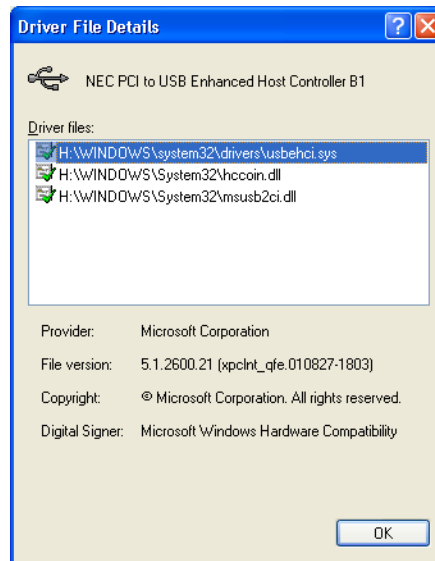 Driver File Details
NEC PCI to USB Enhanced Host Controller B1
Driver files:
H:\WINDOWS\system32\drivers\usbehci.sys
H:\WINDOWS\System32\hccoin.dll
H:\WINDOWS\System32\msusb2ci.dll
Provider: Microsoft Corporation
File version: 5.1.2600.21 (xpclnt_qfe.010827-1803)
Copyright: © Microsoft Corporation. All rights reserved.
Digital Signer: Microsoft Windows Hardware Compatibility
OK